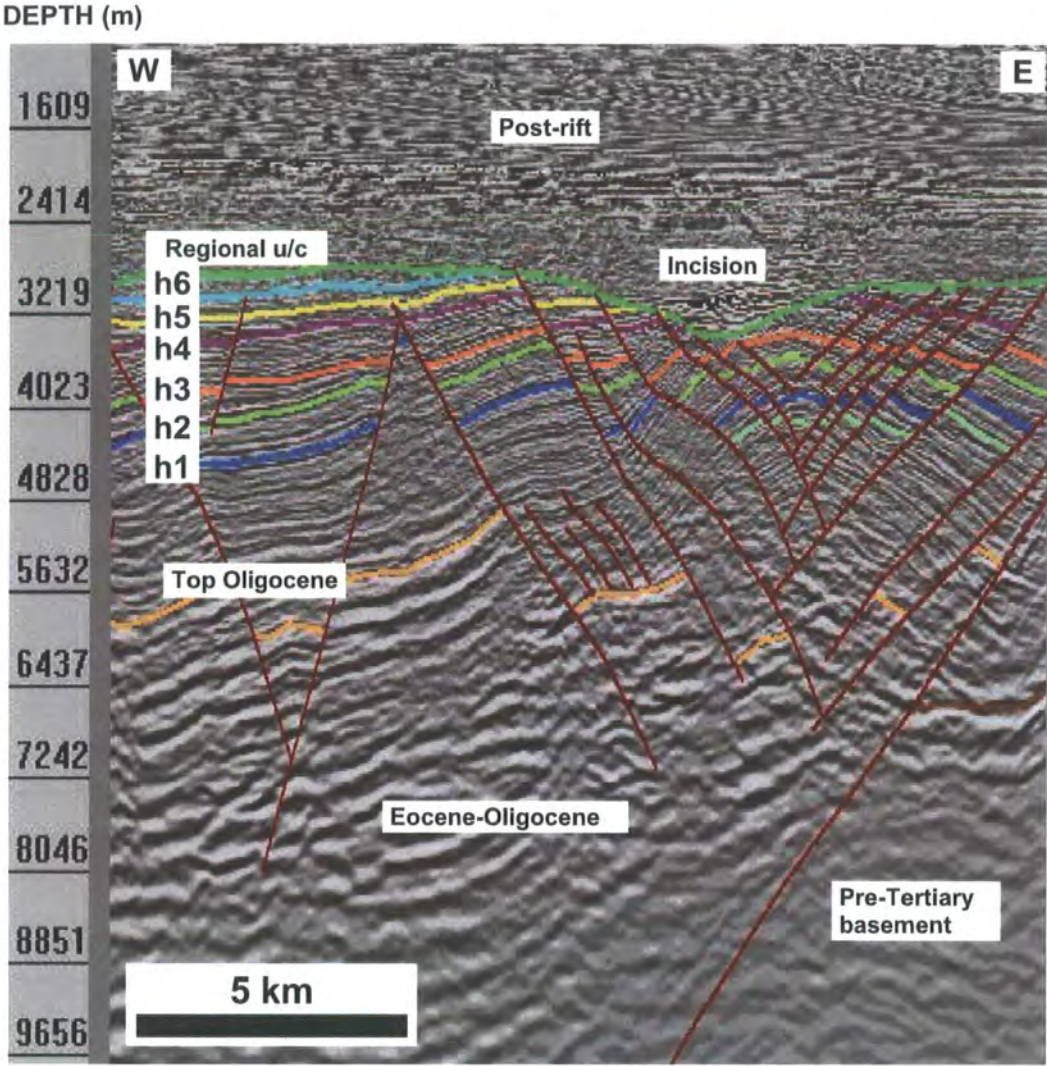 DEPTH (m)
W
E
1609
Post-rift
2414
Regional u/c
Incision
h6
3219
h5
h4
4023
h3
h2
h1
4828
5632
Top Oligocene
6437
7242
Eocene-Oligocene
8046
Pre-Tertiary
basement
8851
5 km
9656